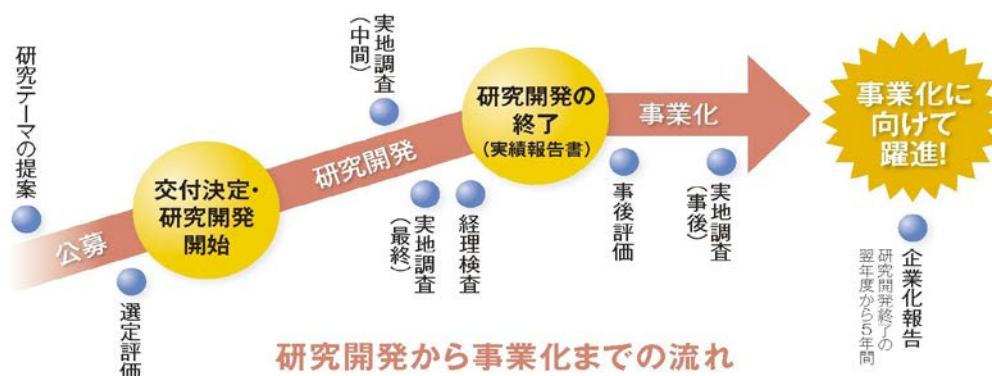 研究テーマの提案
公募
選定評価
交付決定・
研究開発
開始
研究開発
実地調査
(中間)
実地調査
(最終)
経理検査
研究開発の
終了
(実績報告書)
事業化
事後評価
実地調査
(事後)
事業化に
向けて
躍進!
企業化報告
研究開発終了の
翌年度から5年間
研究開発から事業化までの流れ